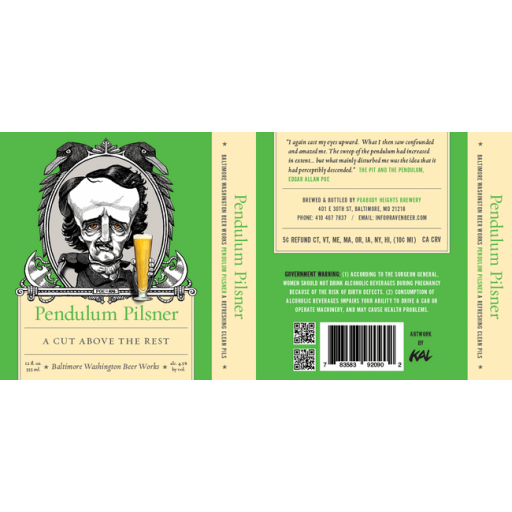 Pendulum Pilsner
A CUT ABOVE THE REST
12 fl. oz.
355 ml.
★ Baltimore Washington Beer Works ★
alc. 4.5%
by vol.
★ BALTIMORE WASHINGTON BEER WORKS PENDULUM PILSNER A REFRESHING CLEAN PILS ★
Pendulum Pilsner
"I again cast my eyes upward. What I then saw confounded
and amazed me. The sweep of the pendulum had increased
in extent... but what mainly disturbed me was the idea that is
had perceptibly descended." THE PIT AND THE PENDULUM,
EDGAR ALLAN POE
BREWED & BOTTLED BY PEABODY HEIGHTS BREWERY
401 E 30TH ST, BALTIMORE, MD 21218
PHONE: 410 467 7837 / EMAIL: INFO@RAVENBEER.COM
5¢ REFUND CT, VT, ME, MA, OR, IA, NY, HI, (10¢ MI) CA CRV
GOVERNMENT WARNING: (1) ACCORDING TO THE SURGEON GENERAL,
WOMEN SHOULD NOT DRINK ALCOHOLIC BEVERAGES DURING PREGNANCY
BECAUSE OF THE RISK OF BIRTH DEFECTS. (2) CONSUMPTION OF
ALCOHOLIC BEVERAGES IMPAIRS YOUR ABILITY TO DRIVE A CAR OR
OPERATE MACHINERY, AND MAY CAUSE HEALTH PROBLEMS.
7 83583 92090 2
ARTWORK
BY
KAL
★ BALTIMORE WASHINGTON BEER WORKS PENDULUM PILSNER A REFRESHING CLEAN PILS ★
Pendulum Pilsner